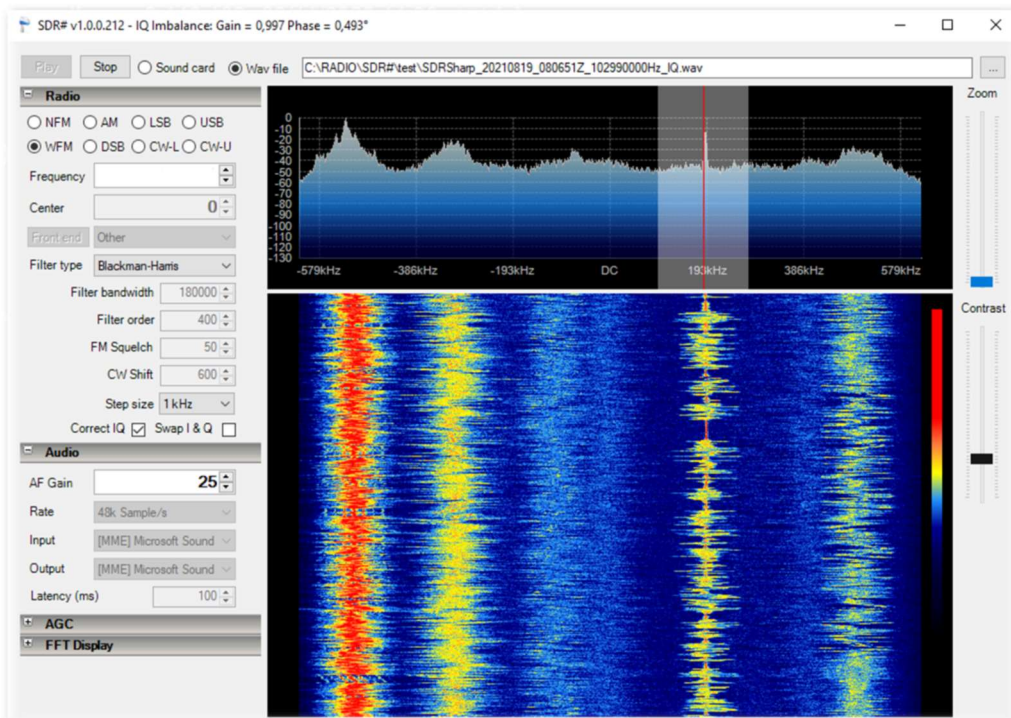 SDR# v1.0.0.212 - IQ Imbalance: Gain = 0,997 Phase = 0,493°
Play Stop Sound card Wav file C:\RADIO\SDR#\test\SDRSharp_20210819_080651Z_102990000Hz_IQ.wav ...
Radio
NFM AM LSB USB
WFM DSB CW-L CW-U
Frequency
Center 0
Front end Other
Filter type Blackman-Harris
Filter bandwidth 180000
Filter order 400
FM Squelch 50
CW Shift 600
Step size 1 kHz
Correct IQ Swap I & Q
Audio
AF Gain 25
Rate 48k Sample/s
Input [MME] Microsoft Sound
Output [MME] Microsoft Sound
Latency (ms) 100
AGC
FFT Display
0
-10
-20
-30
-40
-50
-60
-70
-80
-90
-100
-110
-120
-130
-579kHz -386kHz -193kHz DC 193kHz 386kHz 579kHz
Zoom
Contrast